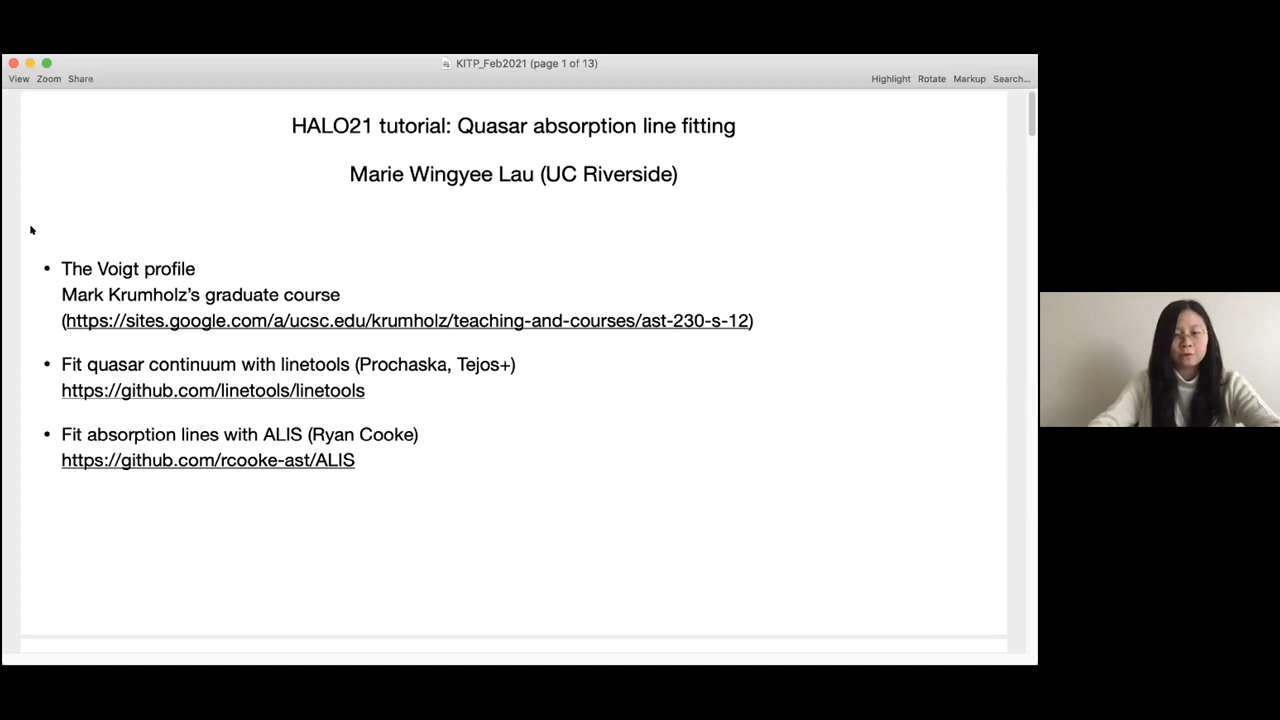 KITP_Feb2021 (page 1 of 13)
View Zoom Share Highlight Rotate Markup Search...
HALO21 tutorial: Quasar absorption line fitting
Marie Wingyee Lau (UC Riverside)
• The Voigt profile
Mark Krumholz’s graduate course
(https://sites.google.com/a/ucsc.edu/krumholz/teaching-and-courses/ast-230-s-12)
• Fit quasar continuum with linetools (Prochaska, Tejos+)
https://github.com/linetools/linetools
• Fit absorption lines with ALIS (Ryan Cooke)
https://github.com/rcooke-ast/ALIS